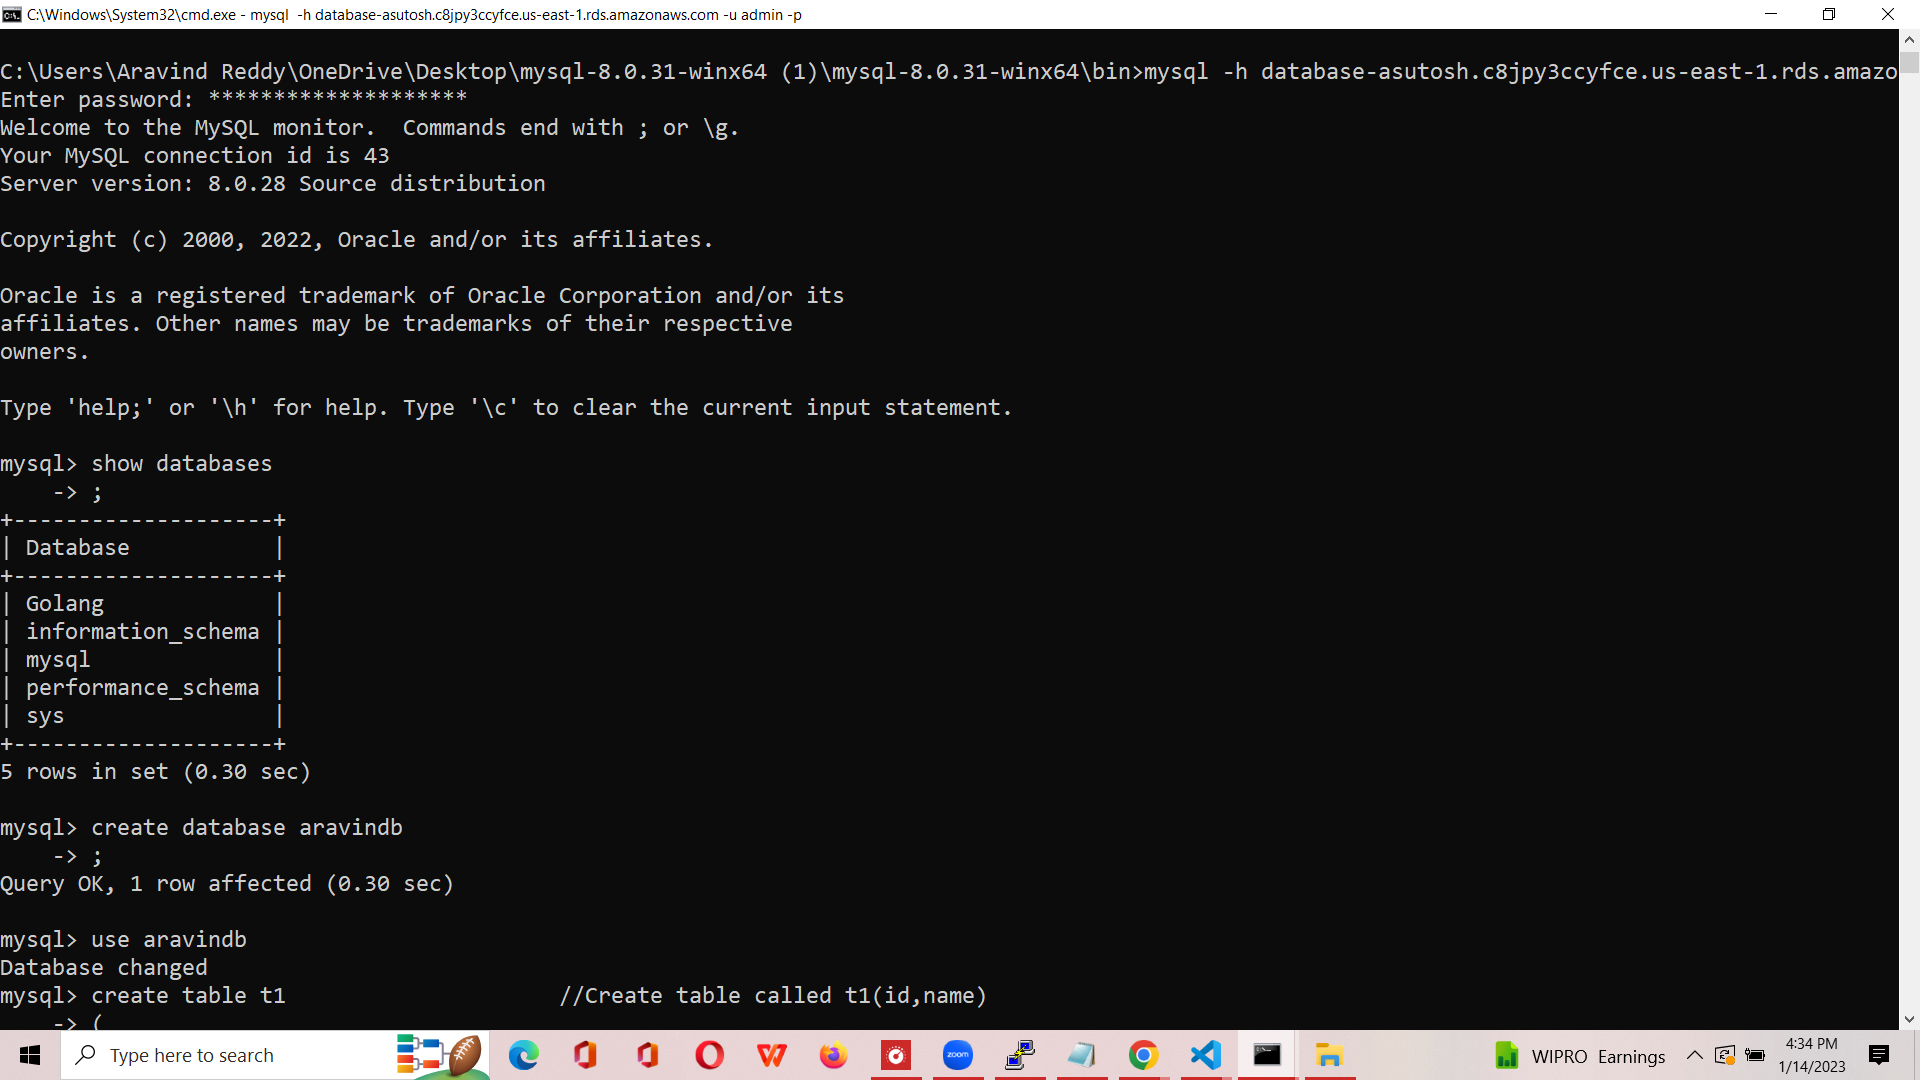 C:\Windows\System32\cmd.exe - mysql  -h database-asutosh.c8jpy3ccyfce.us-east-1.rds.amazonaws.com -u admin -p
C:\Users\Aravind Reddy\OneDrive\Desktop\mysql-8.0.31-winx64 (1)\mysql-8.0.31-winx64\bin>mysql -h database-asutosh.c8jpy3ccyfce.us-east-1.rds.amazo
Enter password: ********************
Welcome to the MySQL monitor.  Commands end with ; or \g.
Your MySQL connection id is 43
Server version: 8.0.28 Source distribution
Copyright (c) 2000, 2022, Oracle and/or its affiliates.
Oracle is a registered trademark of Oracle Corporation and/or its
affiliates. Other names may be trademarks of their respective
owners.
Type 'help;' or '\h' for help. Type '\c' to clear the current input statement.
mysql> show databases
    -> ;
+--------------------+
| Database           |
+--------------------+
| Golang             |
| information_schema |
| mysql              |
| performance_schema |
| sys                |
+--------------------+
5 rows in set (0.30 sec)
mysql> create database aravindb
    -> ;
Query OK, 1 row affected (0.30 sec)
mysql> use aravindb
Database changed
mysql> create table t1                     //Create table called t1(id,name)
    -> (
Type here to search
zoom
WIPRO Earnings
4:34 PM
1/14/2023